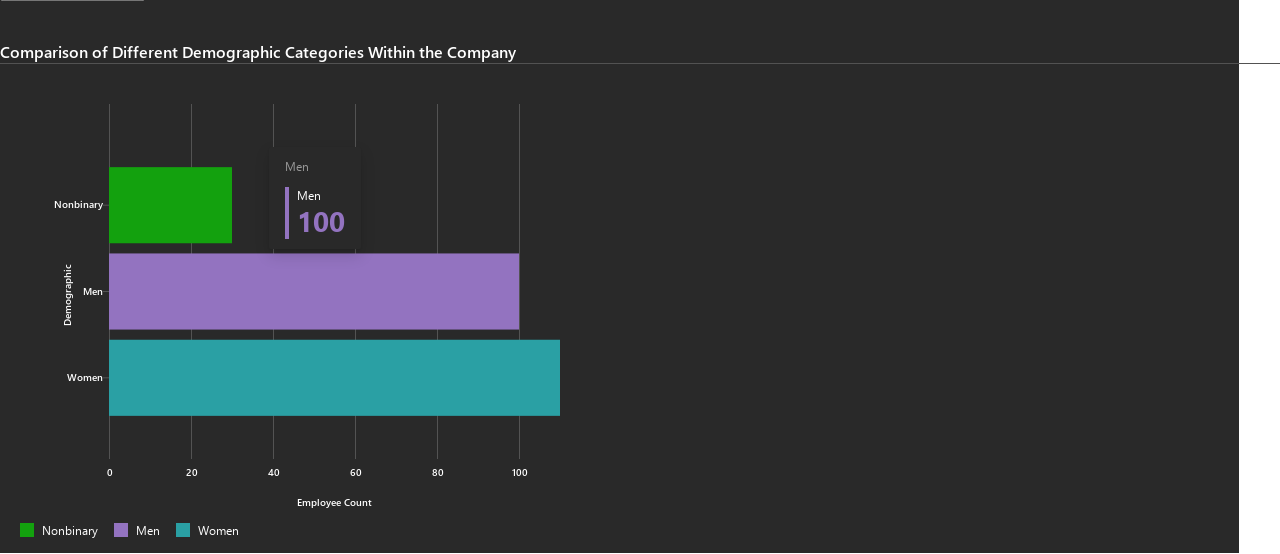 Comparison of Different Demographic Categories Within the Company
Men
Men
100
Nonbinary
Men
Women
Demographic
0 20 40 60 80 100
Employee Count
Nonbinary Men Women